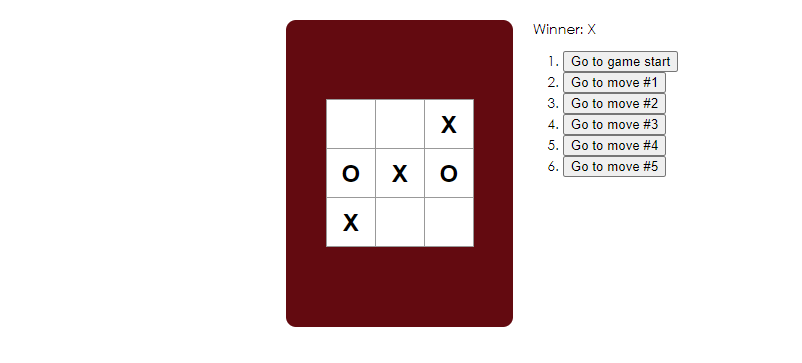 X
O X O
X
Winner: X
1. Go to game start
2. Go to move #1
3. Go to move #2
4. Go to move #3
5. Go to move #4
6. Go to move #5